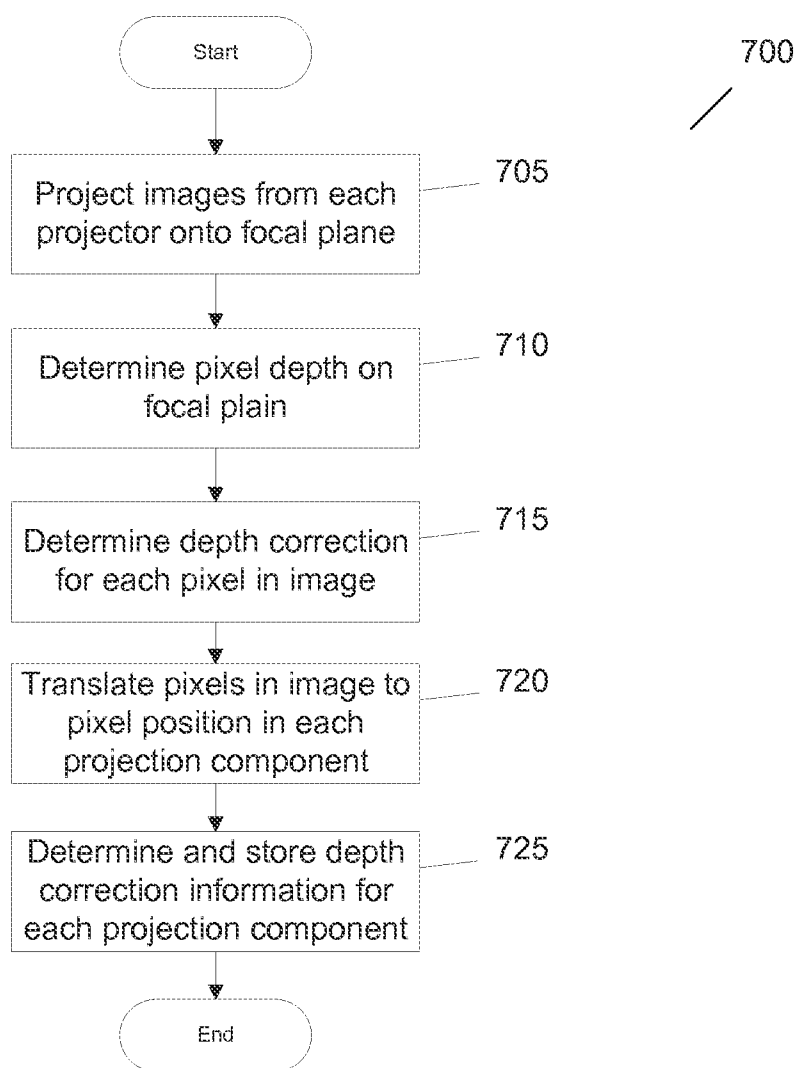 Start
700
Project images from each
projector onto focal plane
705
Determine pixel depth on
focal plain
710
Determine depth correction
for each pixel in image
715
Translate pixels in image to
pixel position in each
projection component
720
Determine and store depth
correction information for
each projection component
725
End